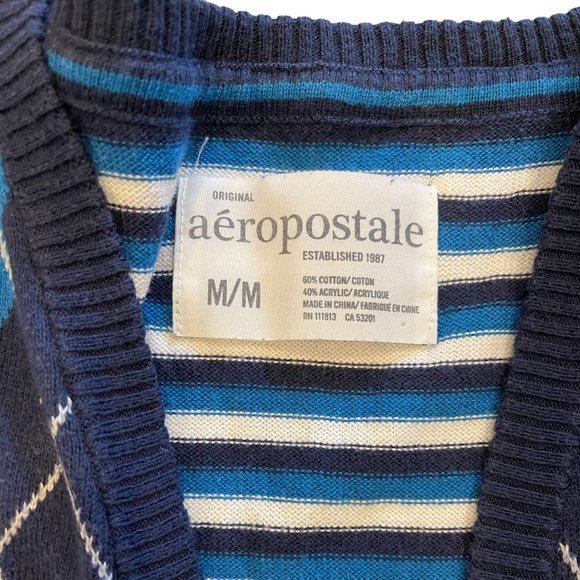 ORIGINAL
aéropostale
ESTABLISHED 1987
M/M
60% COTTON/COTON
40% ACRYLIC/ACRYLIQUE
MADE IN CHINA/FABRIQUÉ EN CHINE
RN 111813 CA 53201